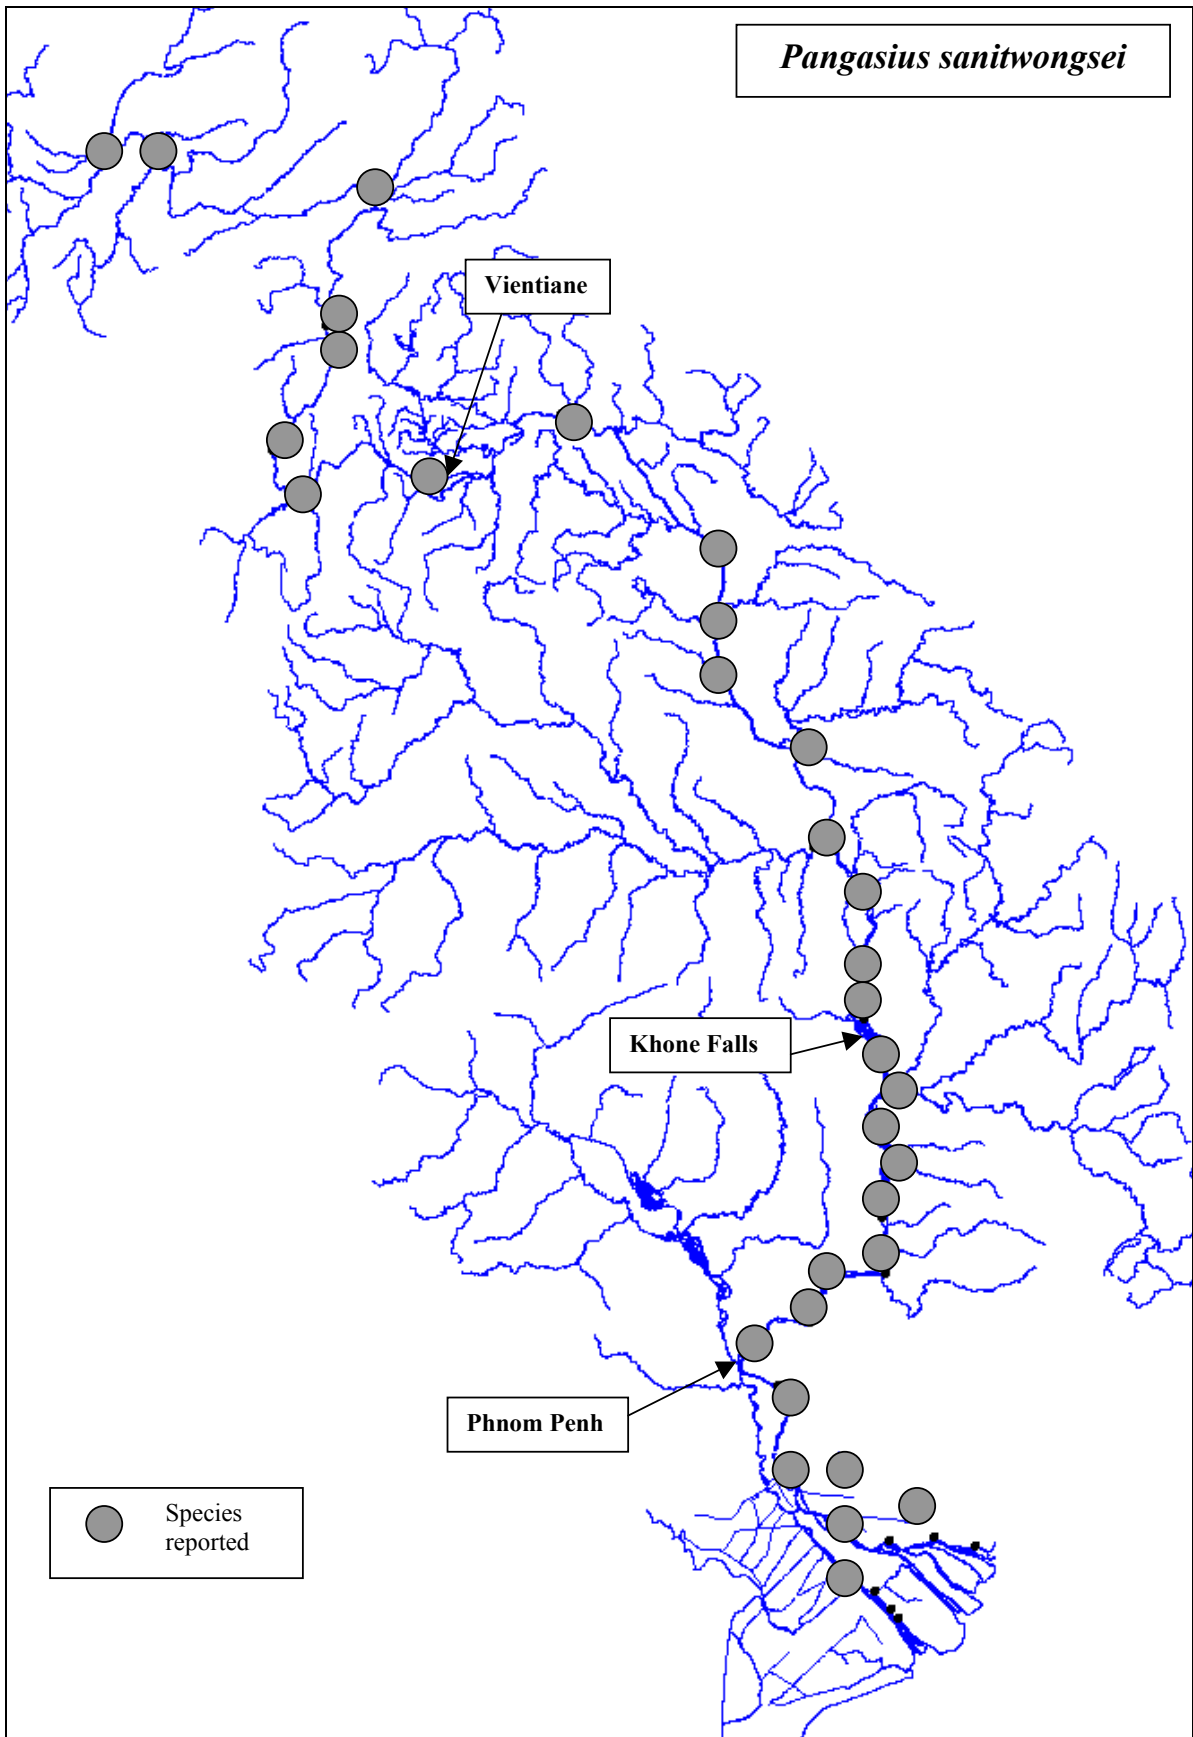 Pangasius sanitwongsei
Vientiane
Khone Falls
Phnom Penh
Species
reported